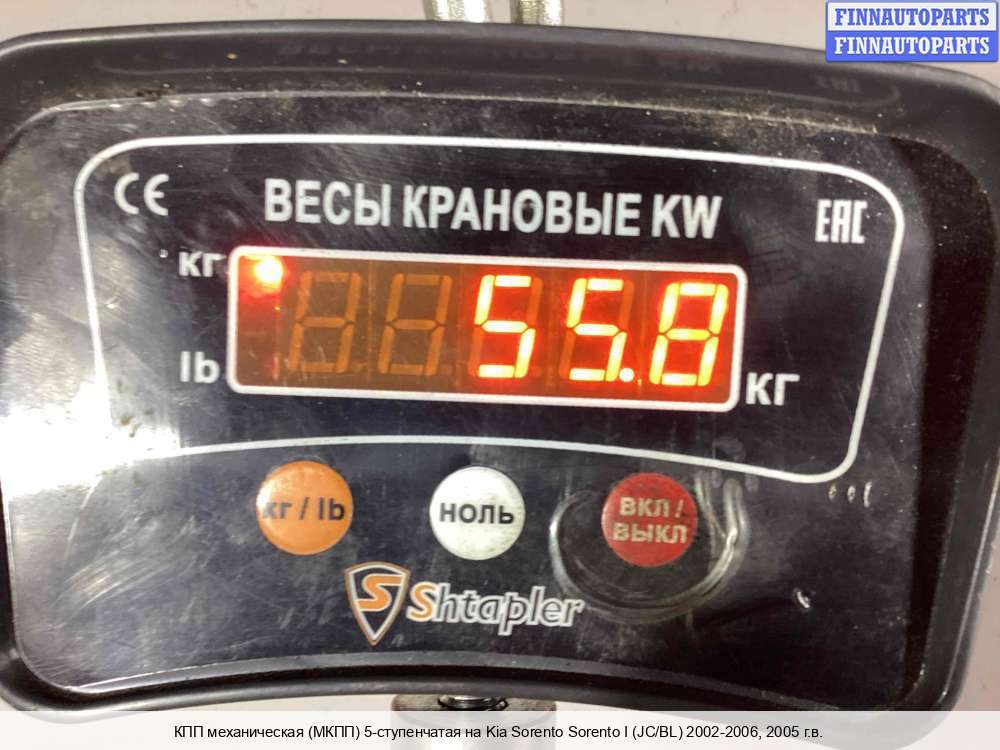 FINNAUTOPARTS
FINNAUTOPARTS
CE
ВЕСЫ КРАНОВЫЕ KW
EAC
кг
55.8
lb
кг
кг / lb
НОЛЬ
ВКЛ /
ВЫКЛ
S Shtapler
КПП механическая (МКПП) 5-ступенчатая на Kia Sorento Sorento I (JC/BL) 2002-2006, 2005 г.в.